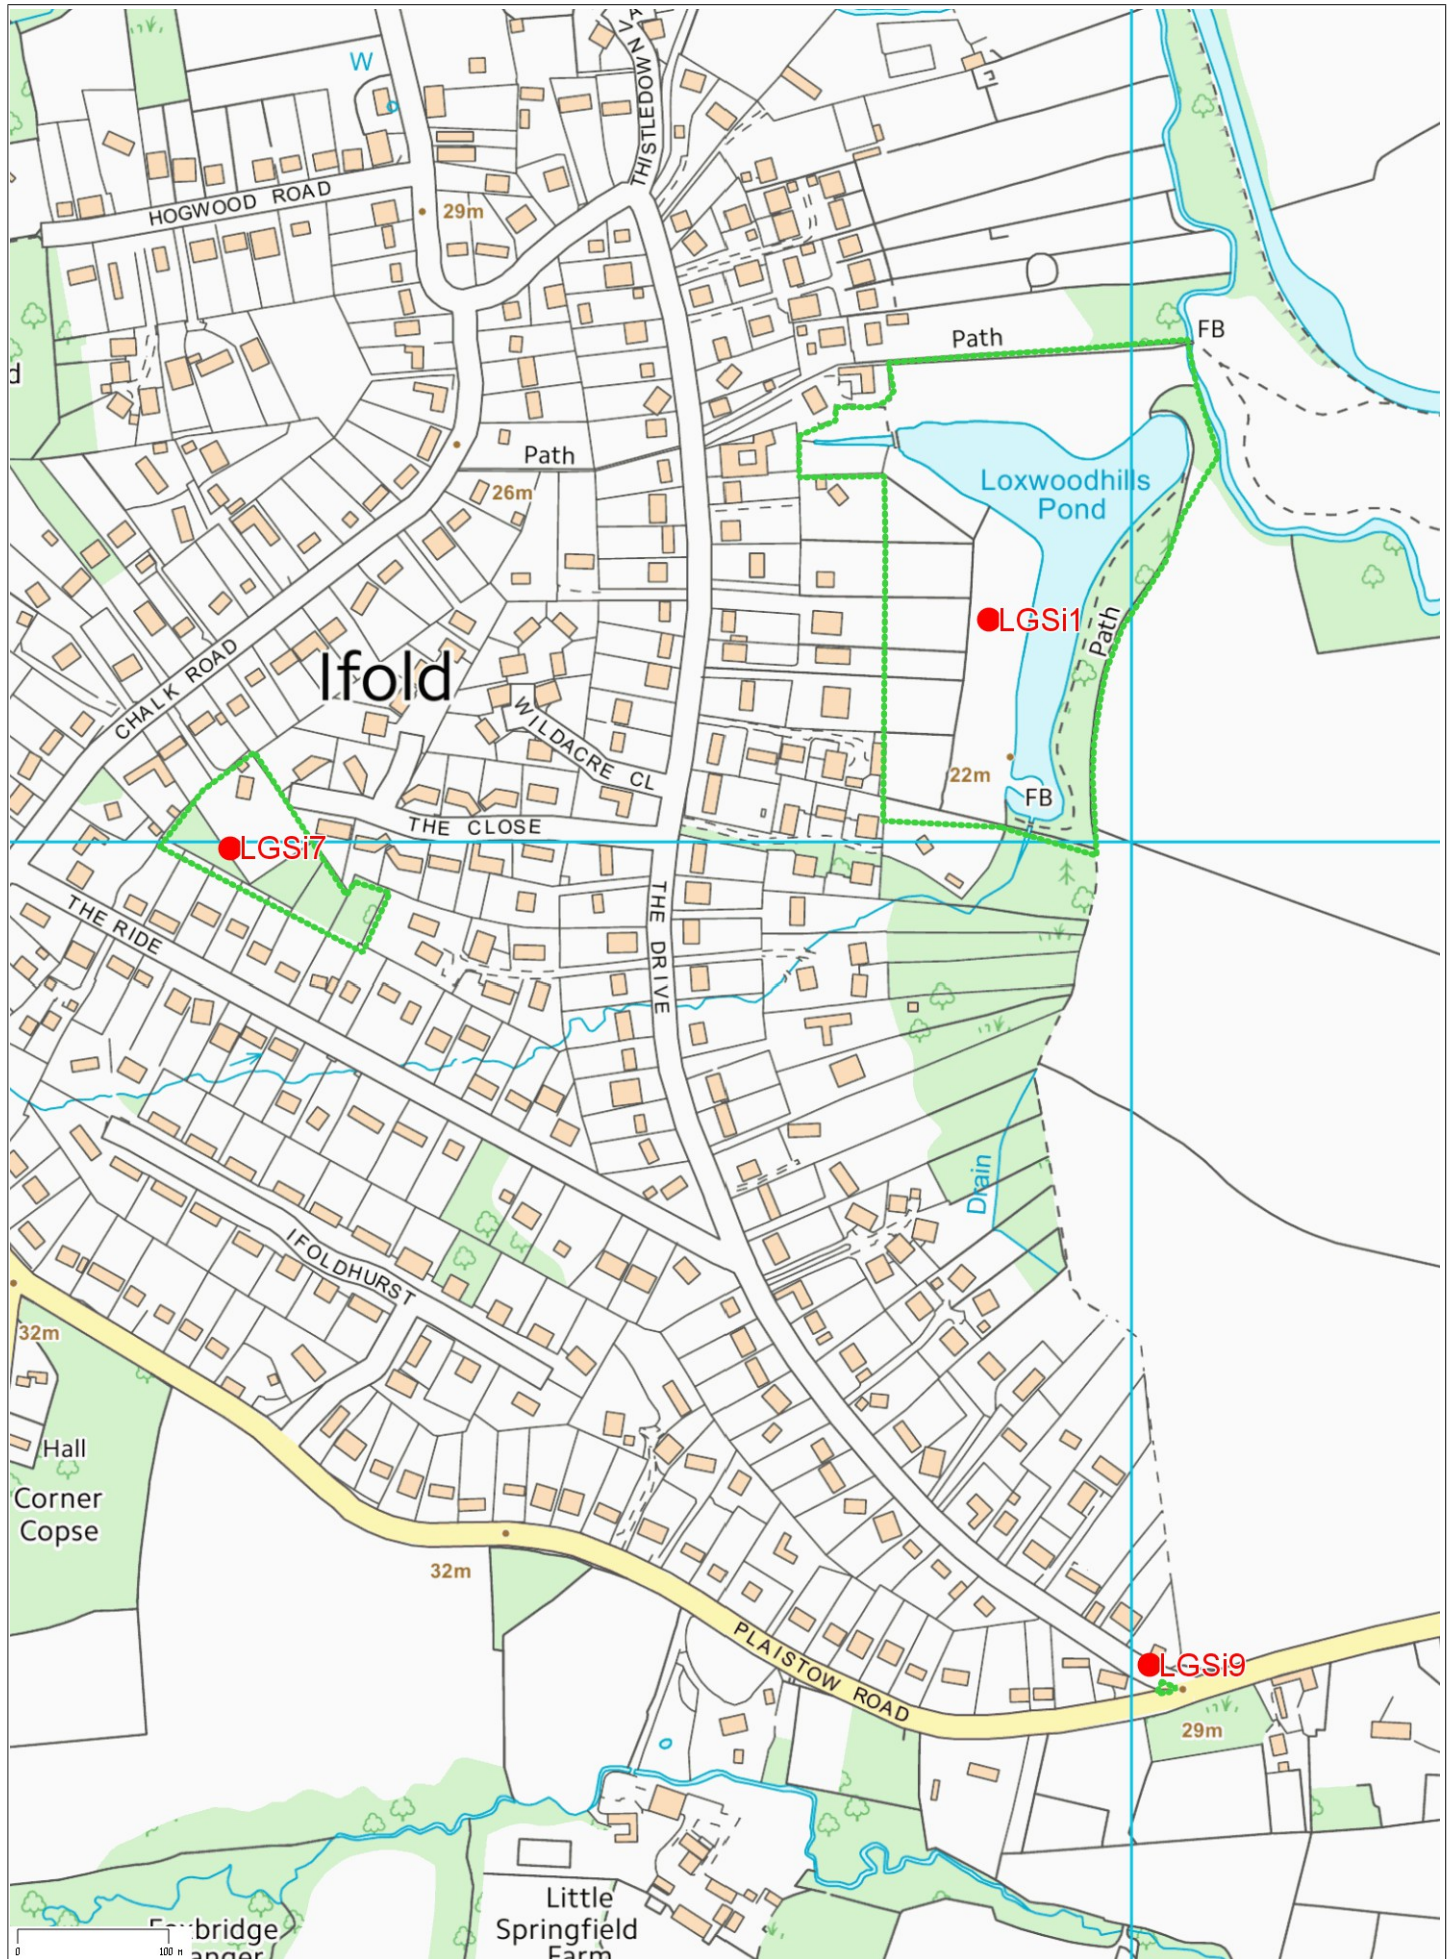 W
THISTLEDOWN
HOGWOOD ROAD
29m
Path
FB
d
Path
26m
Loxwoodhills
Pond
LGSi1
Path
CHALK ROAD
Ifold
WILDACRE CL
22m
FB
THE CLOSE
LGSi7
THE RIDE
THE DRIVE
Drain
IFOLDHURST
32m
Hall
Corner
Copse
32m
PLAISTOW ROAD
LGSi9
29m
Little
Springfield
Farm
0
100 m